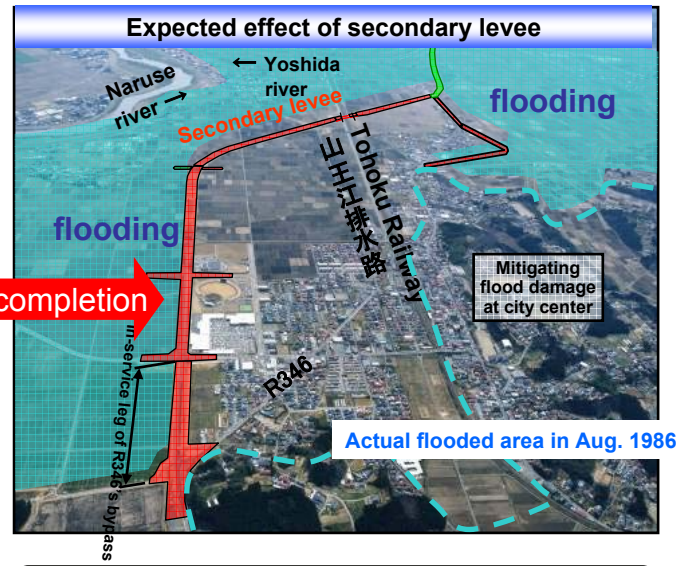 Expected effect of secondary levee
← Yoshida
river
Naruse
river →
Secondary levee
flooding
flooding
Tohoku Raiilway
山王江排水路
Mitigating
flood damage
at city center
completion
R346
in-service leg of R346's bypass
Actual flooded area in Aug. 1986